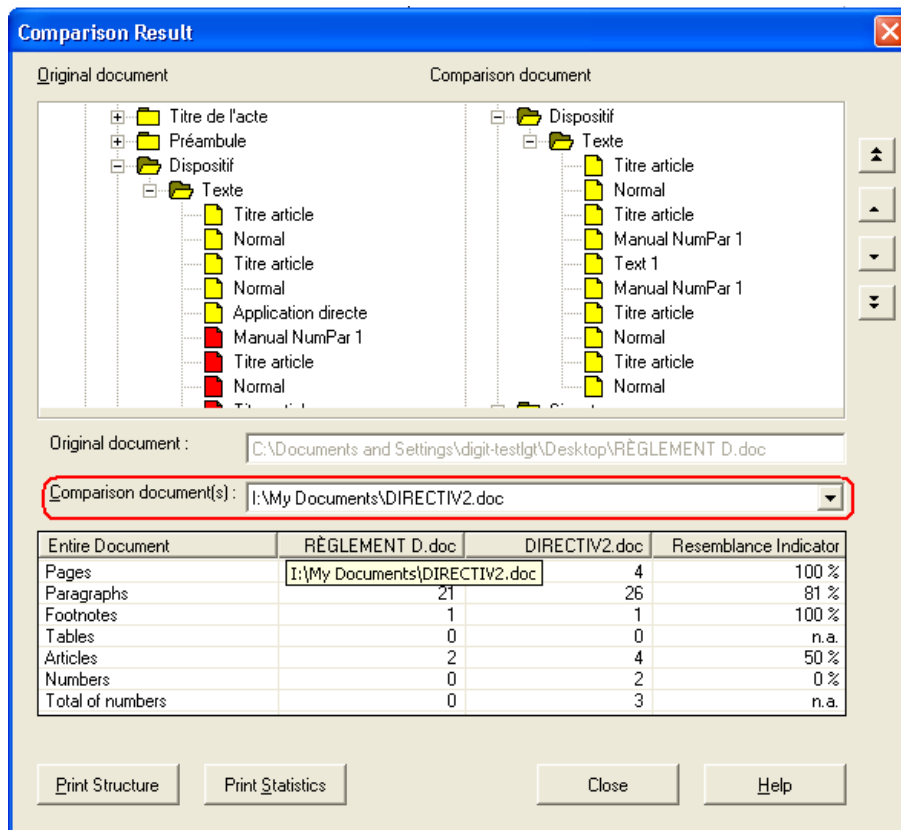 Comparison Result
Original document Comparison document
Titre de l'acte Dispositif
Préambule Texte
Dispositif Titre article
Texte Normal
Titre article Titre article
Normal Manual NumPar 1
Titre article Text 1
Normal Manual NumPar 1
Application directe Titre article
Manual NumPar 1 Normal
Titre article Titre article
Normal Normal
Original document : C:\Documents and Settings\digit-testlgt\Desktop\RÈGLEMENT D.doc
Comparison document(s) : I:\My Documents\DIRECTIV2.doc
Entire Document RÈGLEMENT D.doc DIRECTIV2.doc Resemblance Indicator
Pages I:\My Documents\DIRECTIV2.doc 4 100 %
Paragraphs 21 26 81 %
Footnotes 1 1 100 %
Tables 0 0 n.a.
Articles 2 4 50 %
Numbers 0 2 0 %
Total of numbers 0 3 n.a.
Print Structure Print Statistics Close Help